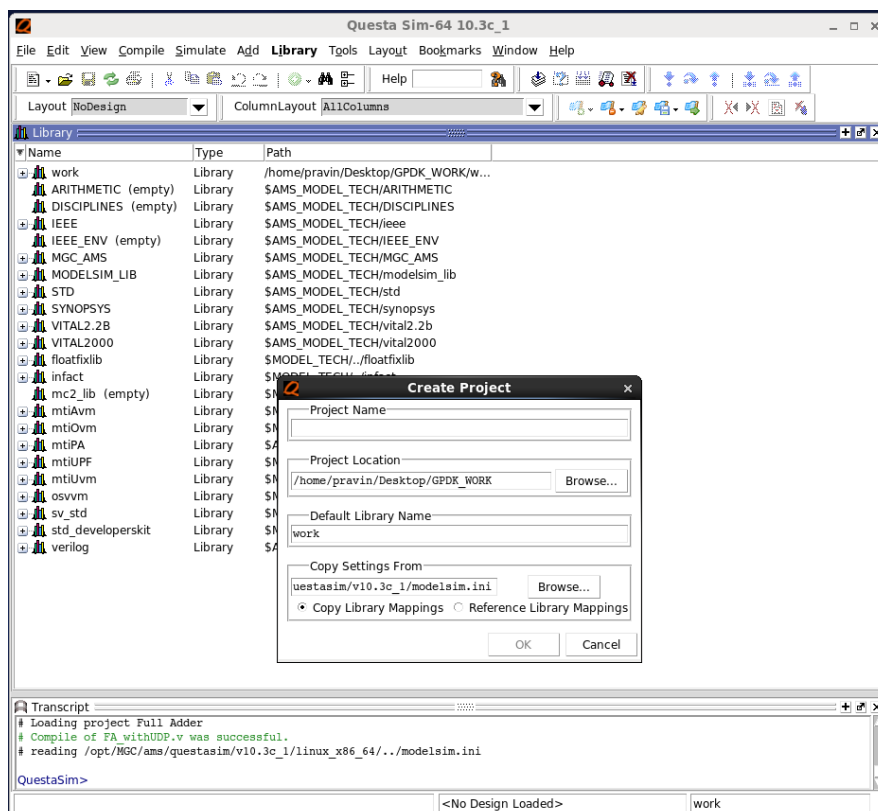 Questa Sim-64 10.3c_1
File Edit View Compile Simulate Add Library Tools Layout Bookmarks Window Help
Help
Layout NoDesign ColumnLayout AllColumns
Library
Name Type Path
work Library /home/pravin/Desktop/GPDK_WORK/w...
ARITHMETIC (empty) Library $AMS_MODEL_TECH/ARITHMETIC
DISCIPLINES (empty) Library $AMS_MODEL_TECH/DISCIPLINES
IEEE Library $AMS_MODEL_TECH/ieee
IEEE_ENV (empty) Library $AMS_MODEL_TECH/IEEE_ENV
MGC_AMS Library $AMS_MODEL_TECH/MGC_AMS
MODELSIM_LIB Library $AMS_MODEL_TECH/modelsim_lib
STD Library $AMS_MODEL_TECH/std
SYNOPSYS Library $AMS_MODEL_TECH/synopsys
VITAL2.2B Library $AMS_MODEL_TECH/vital2.2b
VITAL2000 Library $AMS_MODEL_TECH/vital2000
floatfixlib Library $MODEL_TECH/../floatfixlib
infact Library
mc2_lib (empty) Library
mtiAvm Library
mtiOvm Library
mtiPA Library
mtiUPF Library
mtiUvm Library
osvvm Library
sv_std Library
std_developerskit Library
verilog Library
Create Project
Project Name
Project Location
/home/pravin/Desktop/GPDK_WORK Browse...
Default Library Name
work
Copy Settings From
uestasim/v10.3c_1/modelsim.ini Browse...
Copy Library Mappings Reference Library Mappings
OK Cancel
Transcript
# Loading project Full Adder
# Compile of FA_withUDP.v was successful.
# reading /opt/MGC/ams/questasim/v10.3c_1/linux_x86_64/../modelsim.ini
QuestaSim>
<No Design Loaded> work